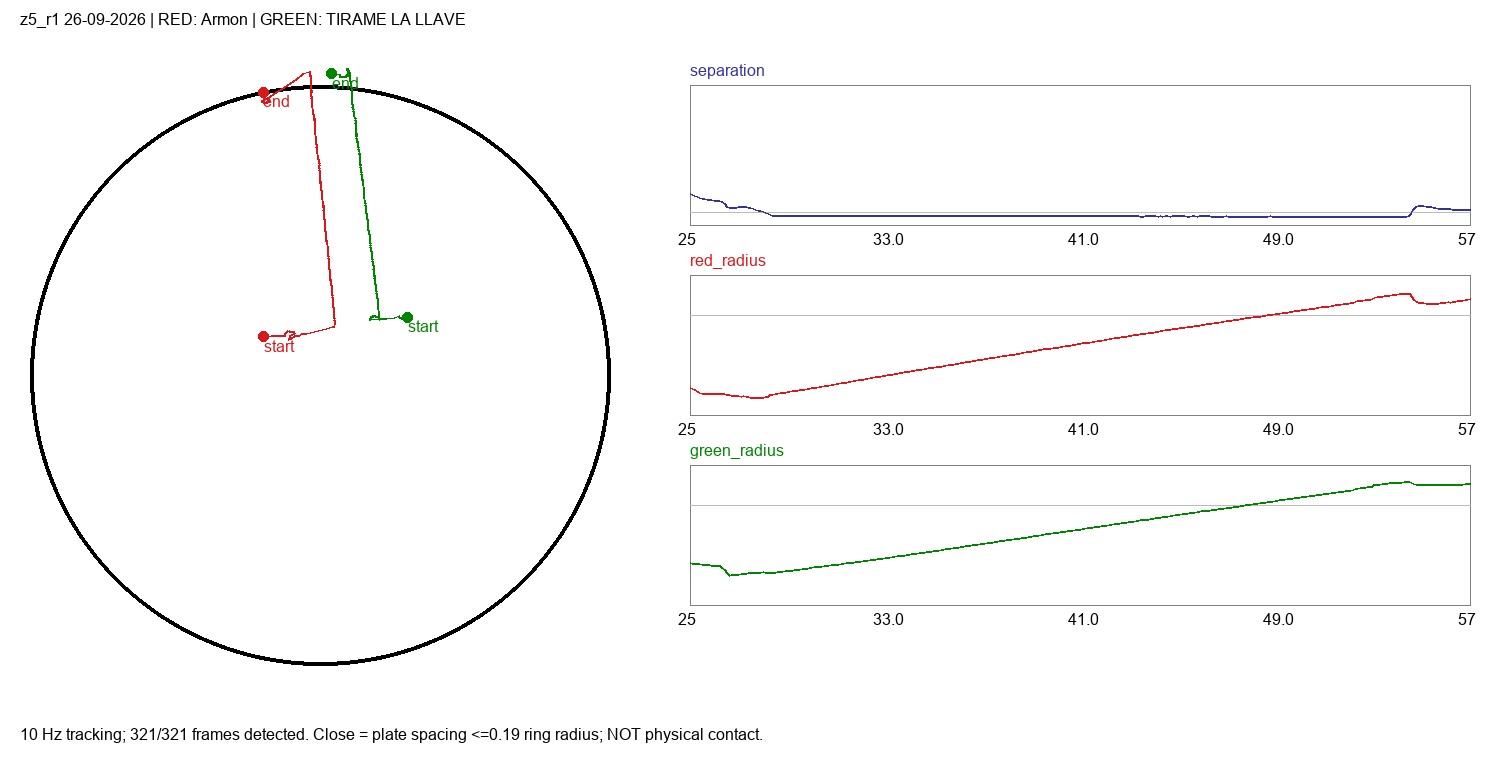 z5_r1 26-09-2026 | RED: Armon | GREEN: TIRAME LA LLAVE
end
end
start
start
separation
25 33.0 41.0 49.0 57
red_radius
25 33.0 41.0 49.0 57
green_radius
25 33.0 41.0 49.0 57
10 Hz tracking; 321/321 frames detected. Close = plate spacing <=0.19 ring radius; NOT physical contact.